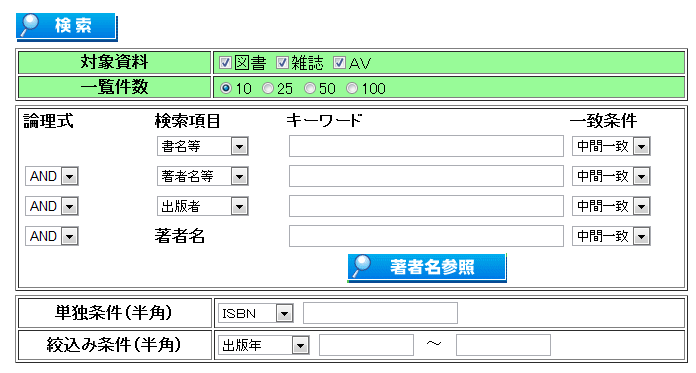 検索
対象資料 図書 雑誌 AV
一覧件数 10 25 50 100
論理式 検索項目 キーワード 一致条件
書名等 中間一致
AND 著者名等 中間一致
AND 出版者 中間一致
AND 著者名 中間一致
著者名参照
単独条件(半角) ISBN
絞込み条件(半角) 出版年 ～